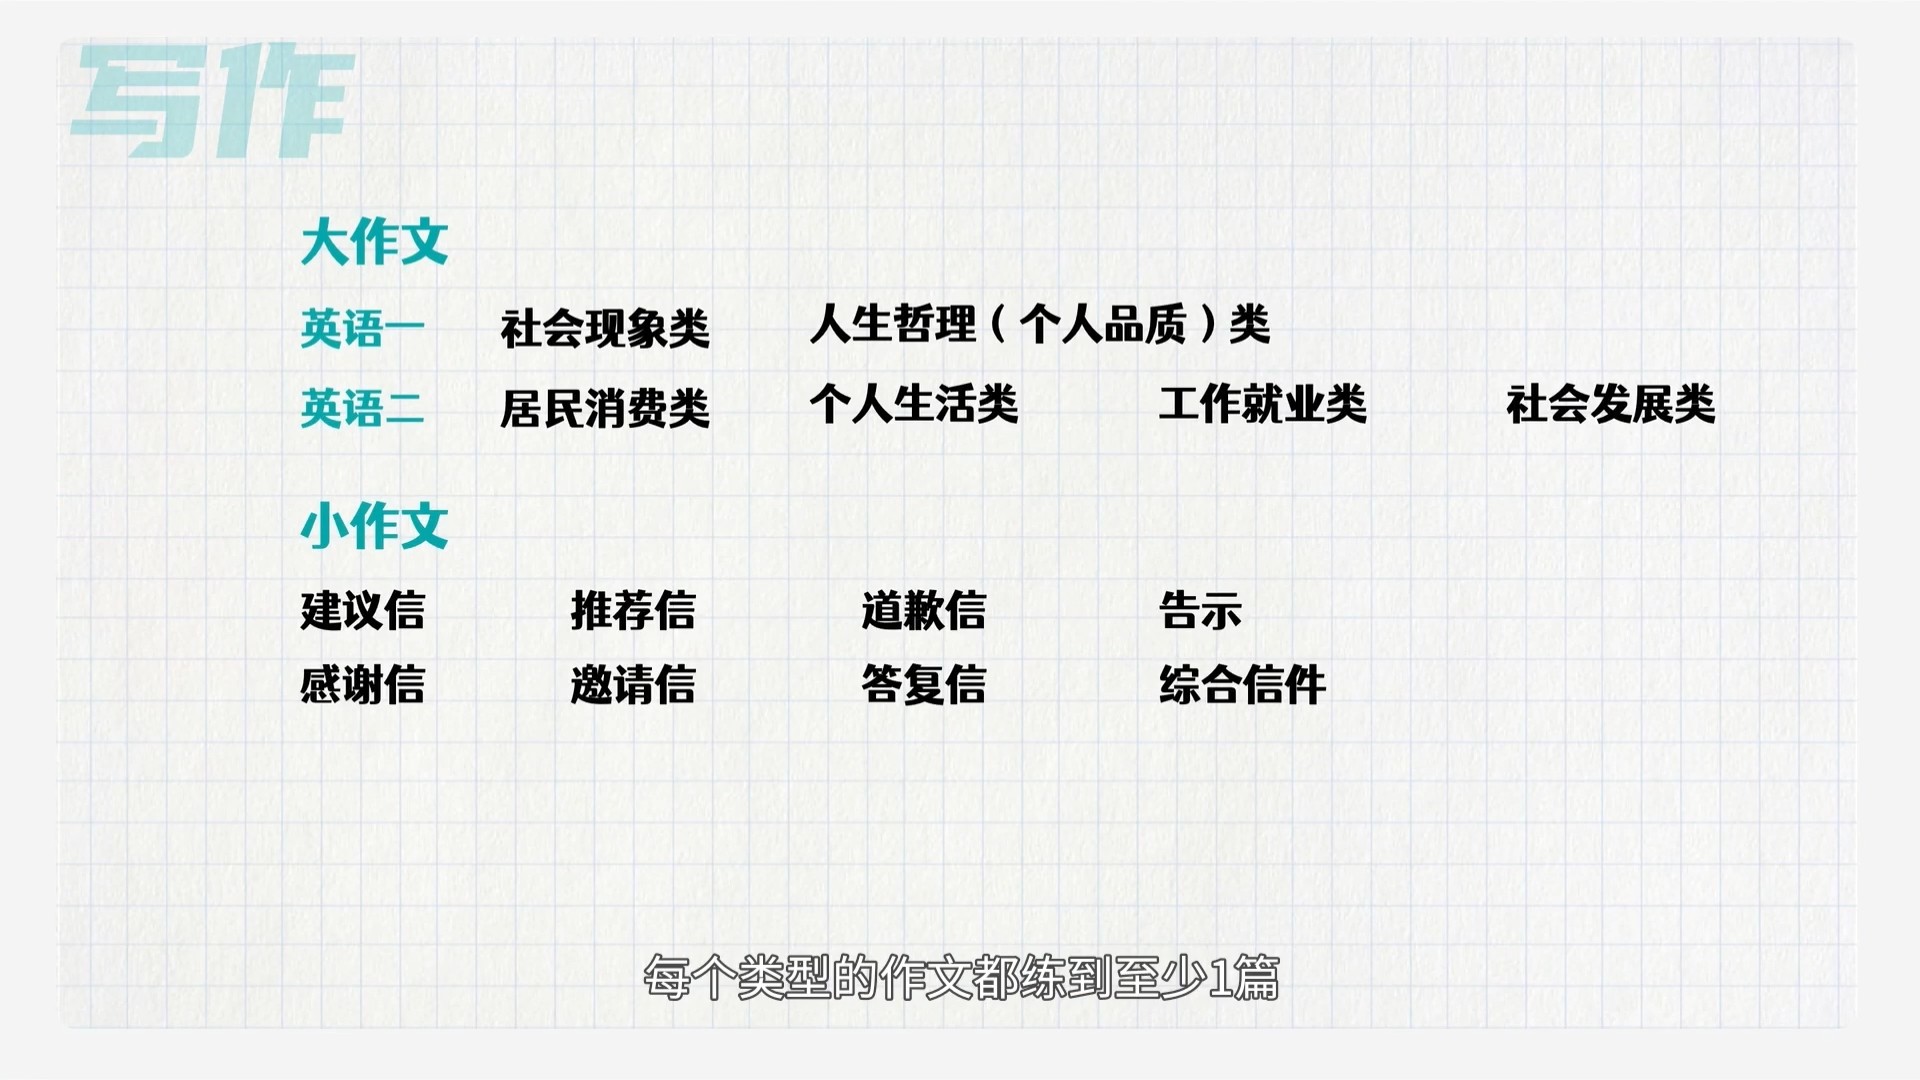 写作
大作文
英语一 社会现象类 人生哲理（个人品质）类
英语二 居民消费类 个人生活类 工作就业类 社会发展类
小作文
建议信 推荐信 道歉信 告示
感谢信 邀请信 答复信 综合信件
每个类型的作文都练到至少1篇